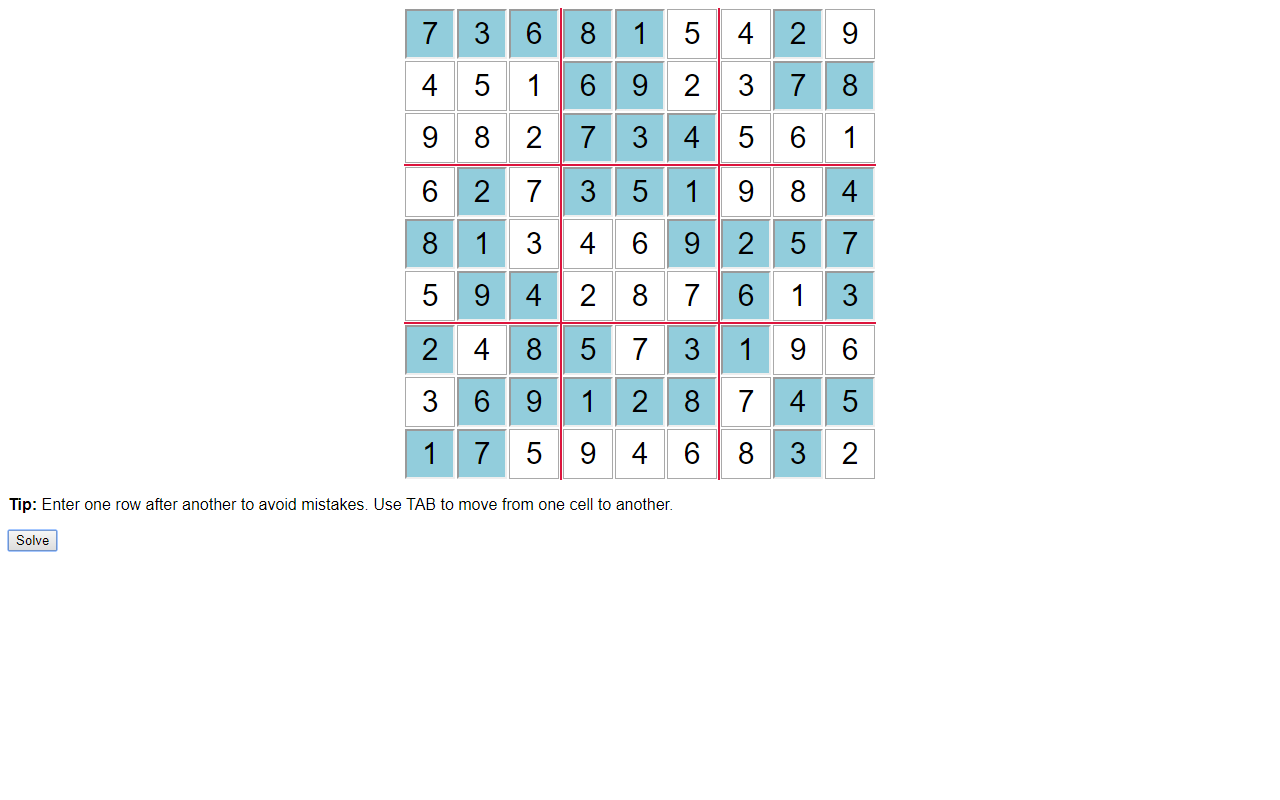 7 3 6 8 1 5 4 2 9
4 5 1 6 9 2 3 7 8
9 8 2 7 3 4 5 6 1
6 2 7 3 5 1 9 8 4
8 1 3 4 6 9 2 5 7
5 9 4 2 8 7 6 1 3
2 4 8 5 7 3 1 9 6
3 6 9 1 2 8 7 4 5
1 7 5 9 4 6 8 3 2
Tip: Enter one row after another to avoid mistakes. Use TAB to move from one cell to another.
Solve